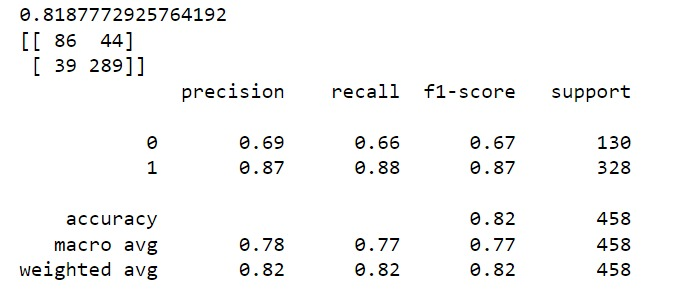 0.8187772925764192
[[ 86  44]
 [ 39 289]]
              precision    recall  f1-score   support

           0       0.69      0.66      0.67       130
           1       0.87      0.88      0.87       328

    accuracy                           0.82       458
   macro avg       0.78      0.77      0.77       458
weighted avg       0.82      0.82      0.82       458